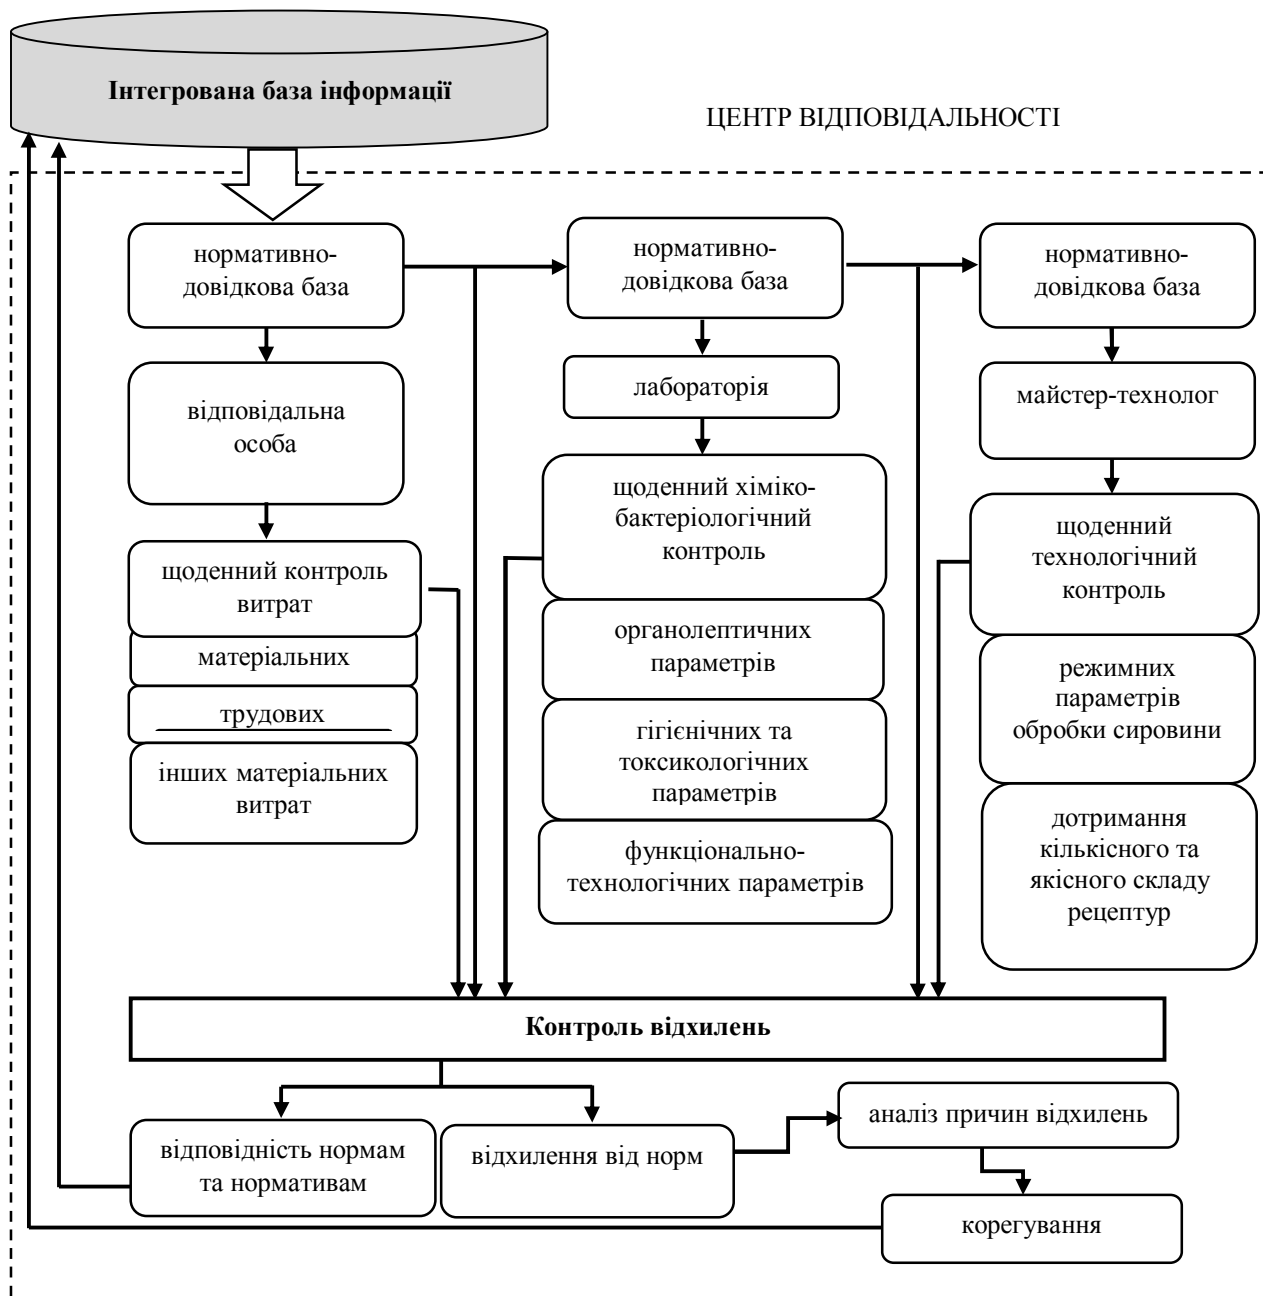 Інтегрована база інформації
ЦЕНТР ВІДПОВІДАЛЬНОСТІ
нормативно-
довідкова база
відповідальна
особа
щоденний контроль
витрат
матеріальних
трудових
інших матеріальних
витрат
нормативно-
довідкова база
лабораторія
щоденний хіміко-
бактеріологічний
контроль
органолептичних
параметрів
гігієнічних та
токсикологічних
параметрів
функціонально-
технологічних параметрів
нормативно-
довідкова база
майстер-технолог
щоденний
технологічний
контроль
режимних
параметрів
обробки сировини
дотримання
кількісного та
якісного складу
рецептур
Контроль відхилень
відповідність нормам
та нормативам
відхилення від норм
аналіз причин відхилень
корегування